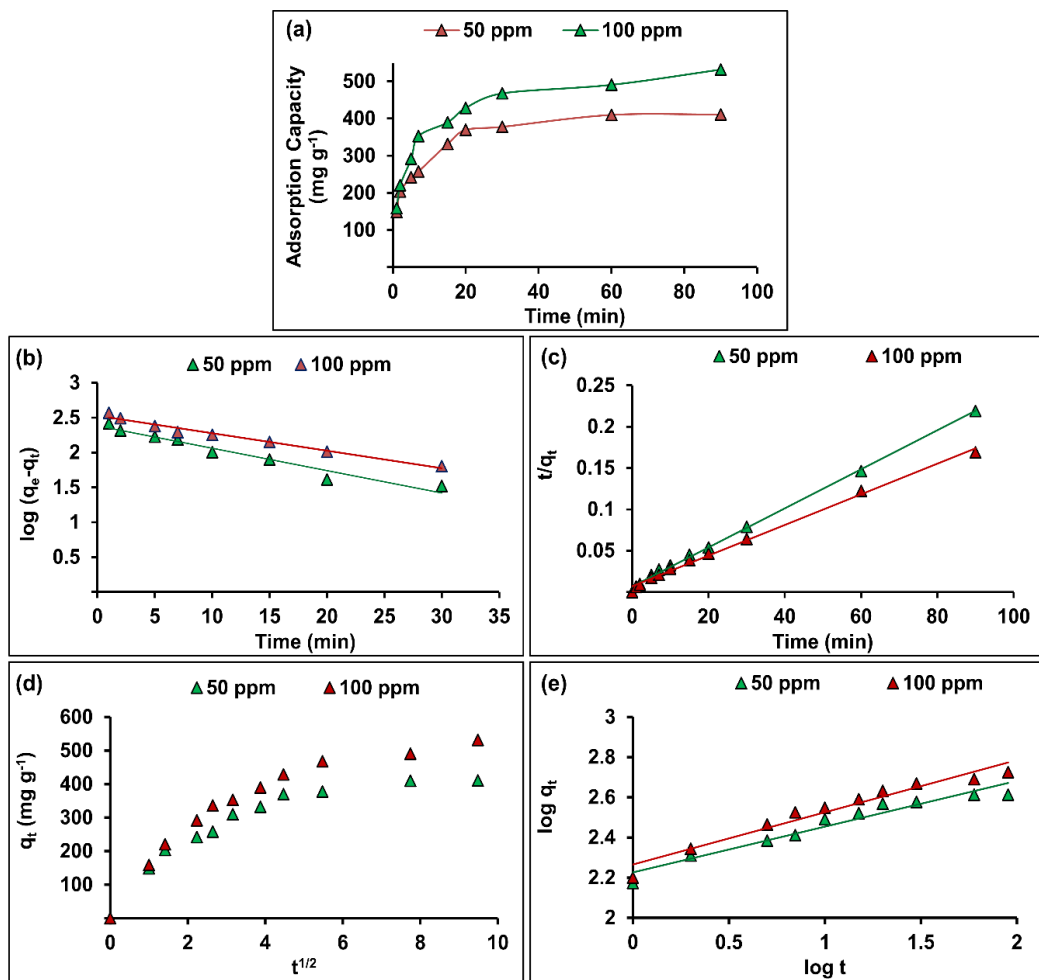 (a)
50 ppm 100 ppm
Adsorption Capacity
(mg g⁻¹)
500
400
300
200
100
0 20 40 60 80 100
Time (min)
(b)
50 ppm 100 ppm
log (qₑ-qₜ)
3
2.5
2
1.5
1
0.5
0 5 10 15 20 25 30 35
Time (min)
(c)
50 ppm 100 ppm
t/qₜ
0.25
0.2
0.15
0.1
0.05
0 20 40 60 80 100
Time (min)
(d)
50 ppm 100 ppm
qₜ (mg g⁻¹)
600
500
400
300
200
100
0 2 4 6 8 10
t¹/²
(e)
50 ppm 100 ppm
log qₜ
3
2.8
2.6
2.4
2.2
2
0 0.5 1 1.5 2
log t